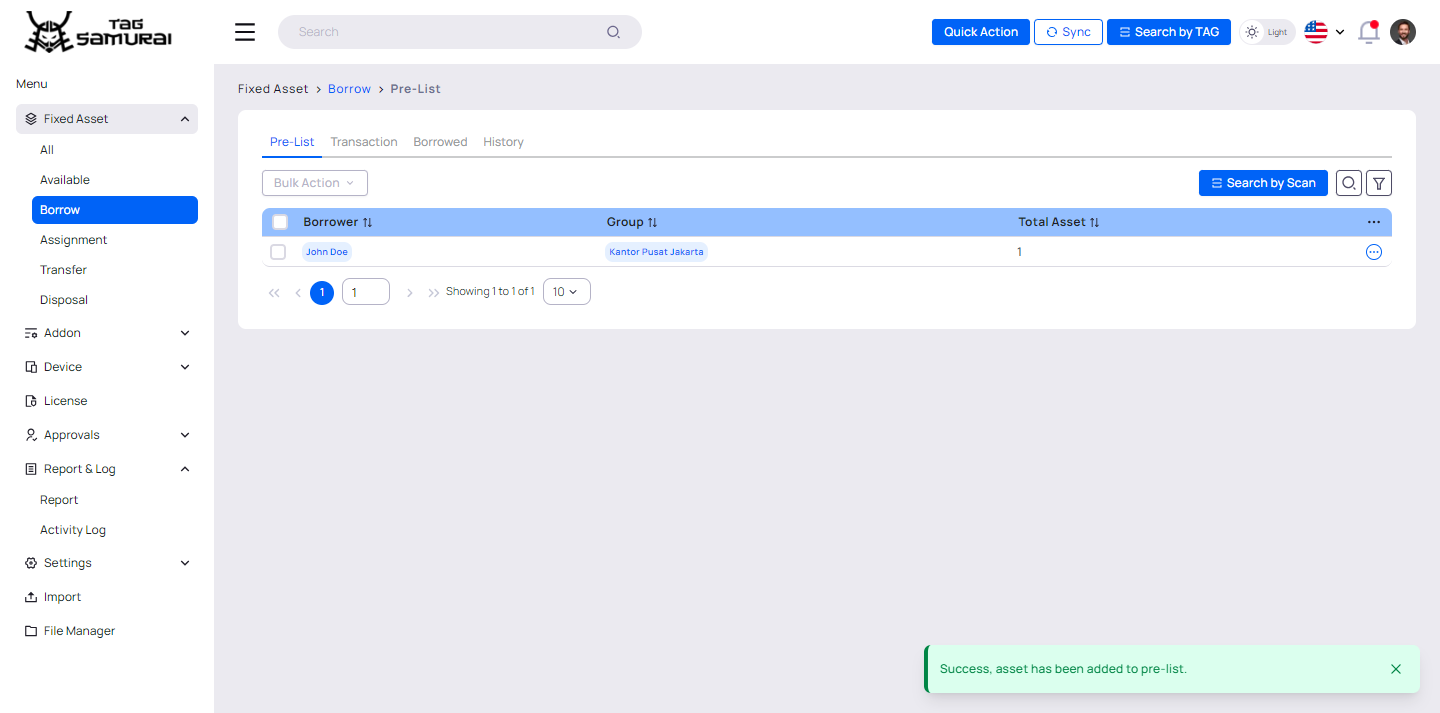 TAG SAMURAI
Search
Quick Action
Sync
Search by TAG
Light
Menu
Fixed Asset
All
Available
Borrow
Assignment
Transfer
Disposal
Addon
Device
License
Approvals
Report & Log
Report
Activity Log
Settings
Import
File Manager
Fixed Asset > Borrow > Pre-List
Pre-List Transaction Borrowed History
Bulk Action
Search by Scan
Borrower Group Total Asset
John Doe Kantor Pusat Jakarta 1
1 1 Showing 1 to 1 of 1 10
Success, asset has been added to pre-list.